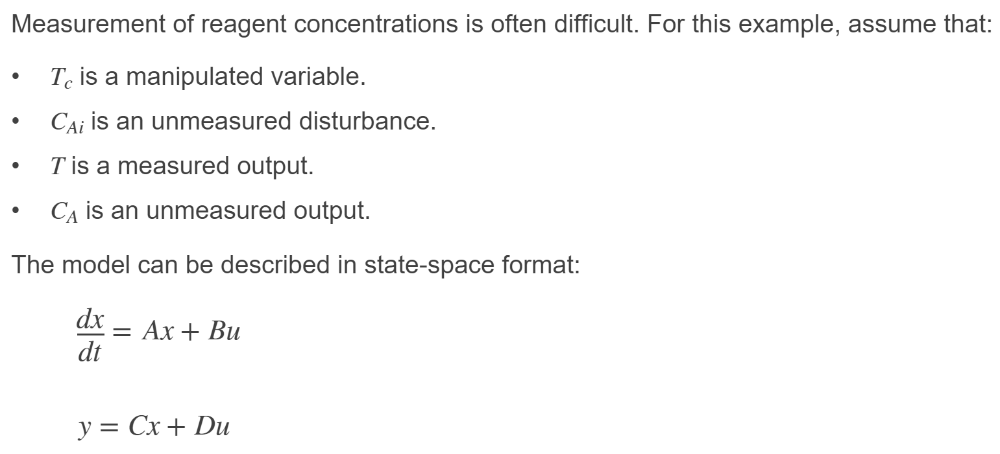 Measurement of reagent concentrations is often difficult. For this example, assume that:
• T_c is a manipulated variable.
• C_{Ai} is an unmeasured disturbance.
• T is a measured output.
• C_A is an unmeasured output.
The model can be described in state-space format:
dx/dt = Ax + Bu
y = Cx + Du